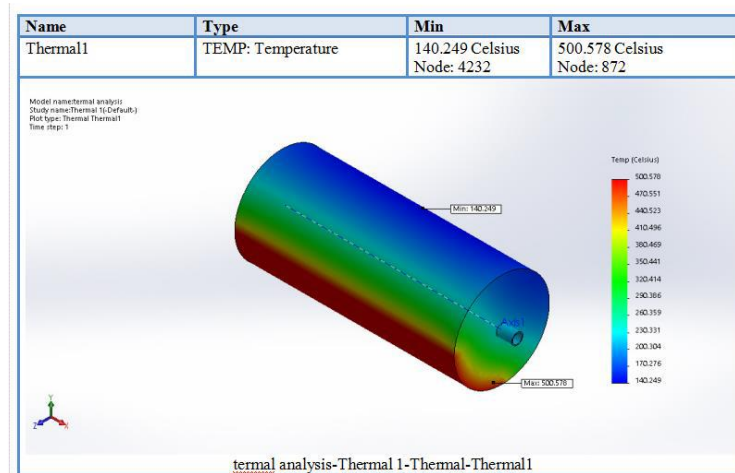 Name Type Min Max
Thermal1 TEMP: Temperature 140.249 Celsius 500.578 Celsius
Node: 4232 Node: 872
Model name:termal analysis
Study name:Thermal 1(-Default-)
Plot type: Thermal Thermal1
Time step: 1
Temp (Celsius)
500.578
470.551
440.523
410.496
380.469
350.441
320.414
290.386
260.359
230.331
200.304
170.276
140.249
Min: 140.249
Axis1
Max: 500.578
Y
Z
X
termal analysis-Thermal 1-Thermal-Thermal1